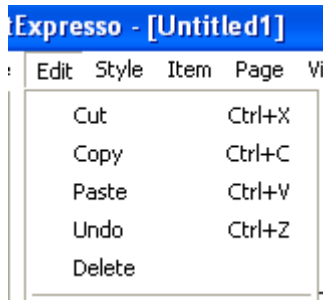 tExpresso - [Untitled1]
Edit Style Item Page Vi
Cut Ctrl+X
Copy Ctrl+C
Paste Ctrl+V
Undo Ctrl+Z
Delete